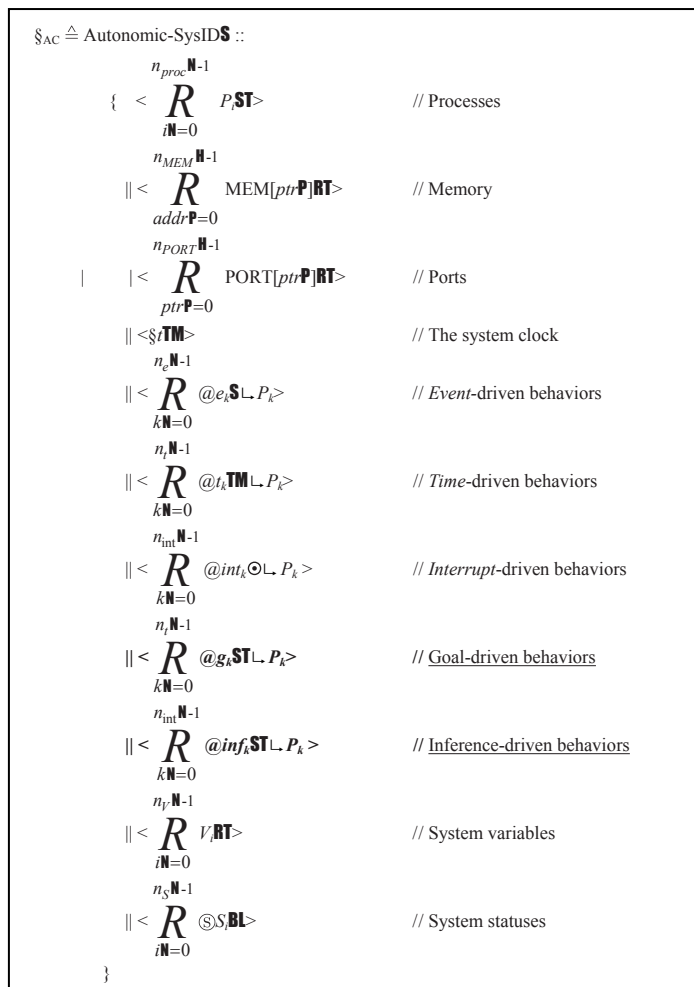 §AC ≙ Autonomic-SysIDS ::
nprocN-1
{ < R PiST> // Processes
iN=0
nMEMH-1
|| < R MEM[ptrP]RT> // Memory
addrP=0
nPORTH-1
| |< R PORT[ptrP]RT> // Ports
ptrP=0
|| <§tTM> // The system clock
neN-1
|| < R @ekS↳Pk> // Event-driven behaviors
kN=0
ntN-1
|| < R @tkTM↳Pk> // Time-driven behaviors
kN=0
nintN-1
|| < R @intk⊙↳Pk > // Interrupt-driven behaviors
kN=0
ntN-1
|| < R @gkST↳Pk> // Goal-driven behaviors
kN=0
nintN-1
|| < R @infkST↳Pk > // Inference-driven behaviors
kN=0
nVN-1
|| < R ViRT> // System variables
iN=0
nSN-1
|| < R ⓈSiBL> // System statuses
iN=0
}